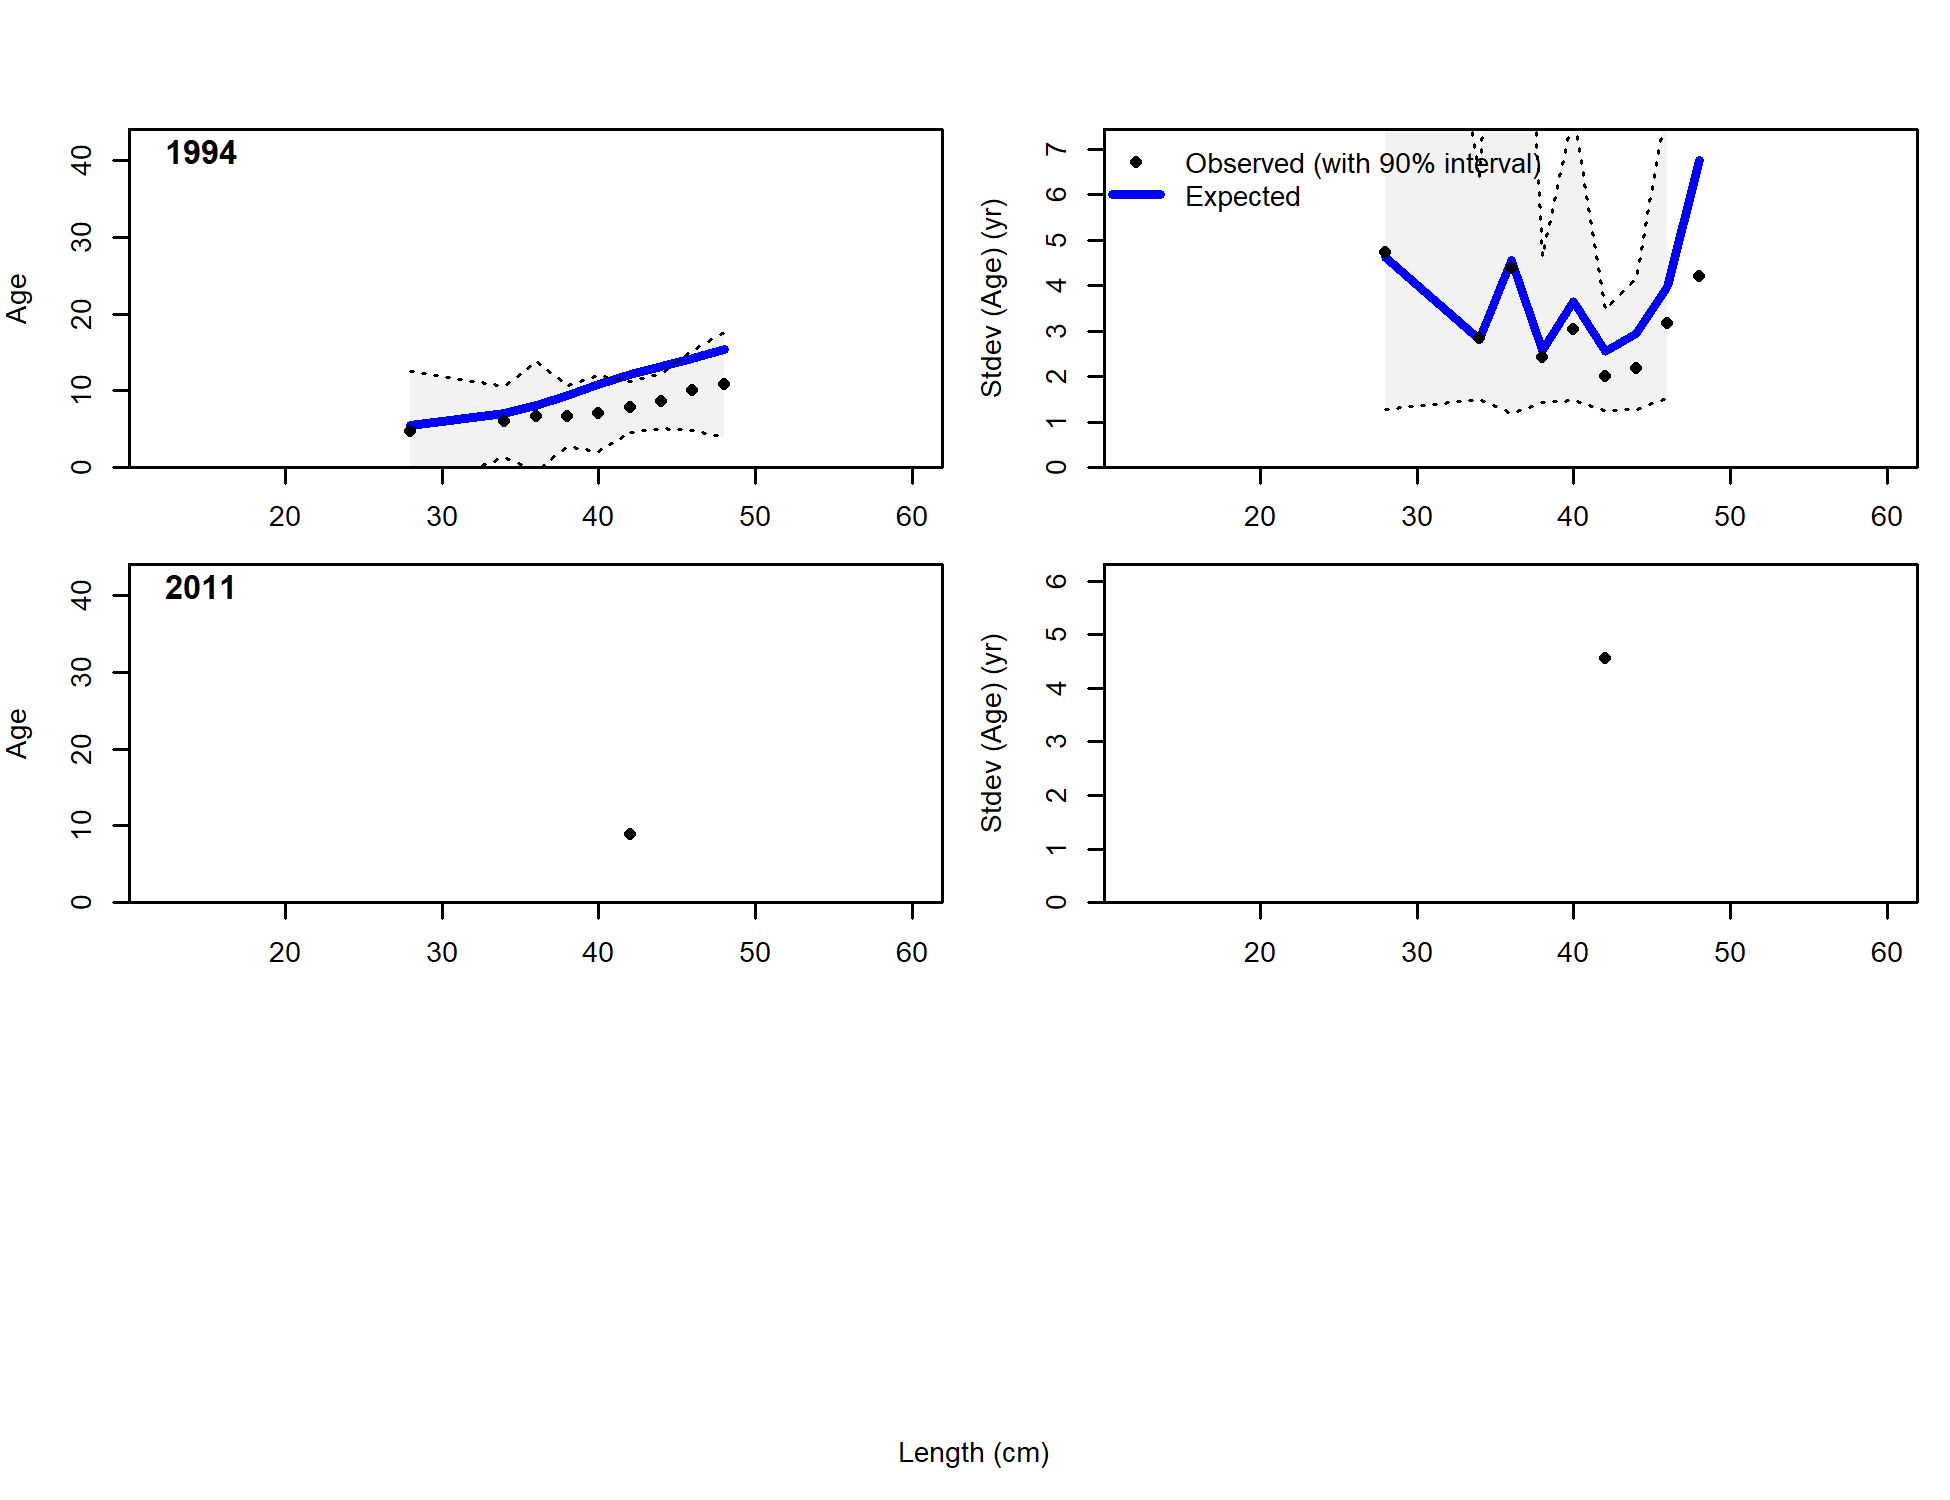 1994
Age
0 10 20 30 40
20 30 40 50 60
Observed (with 90% interval)
Expected
Stdev (Age) (yr)
0 1 2 3 4 5 6 7
20 30 40 50 60
2011
Age
0 10 20 30 40
20 30 40 50 60
Stdev (Age) (yr)
0 1 2 3 4 5 6
20 30 40 50 60
Length (cm)